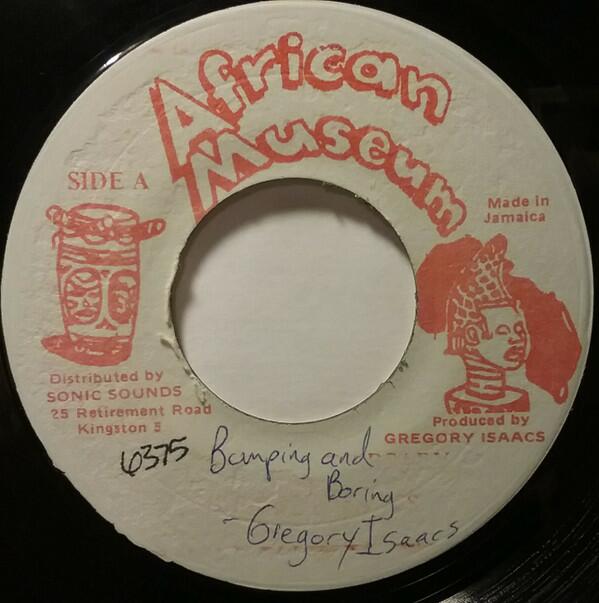 African
Museum
SIDE A
Made in
Jamaica
Distributed by
SONIC SOUNDS
25 Retirement Road
Kingston 5
Produced by
GREGORY ISAACS
6375
Bumping and
Boring
- Gregory Isaacs